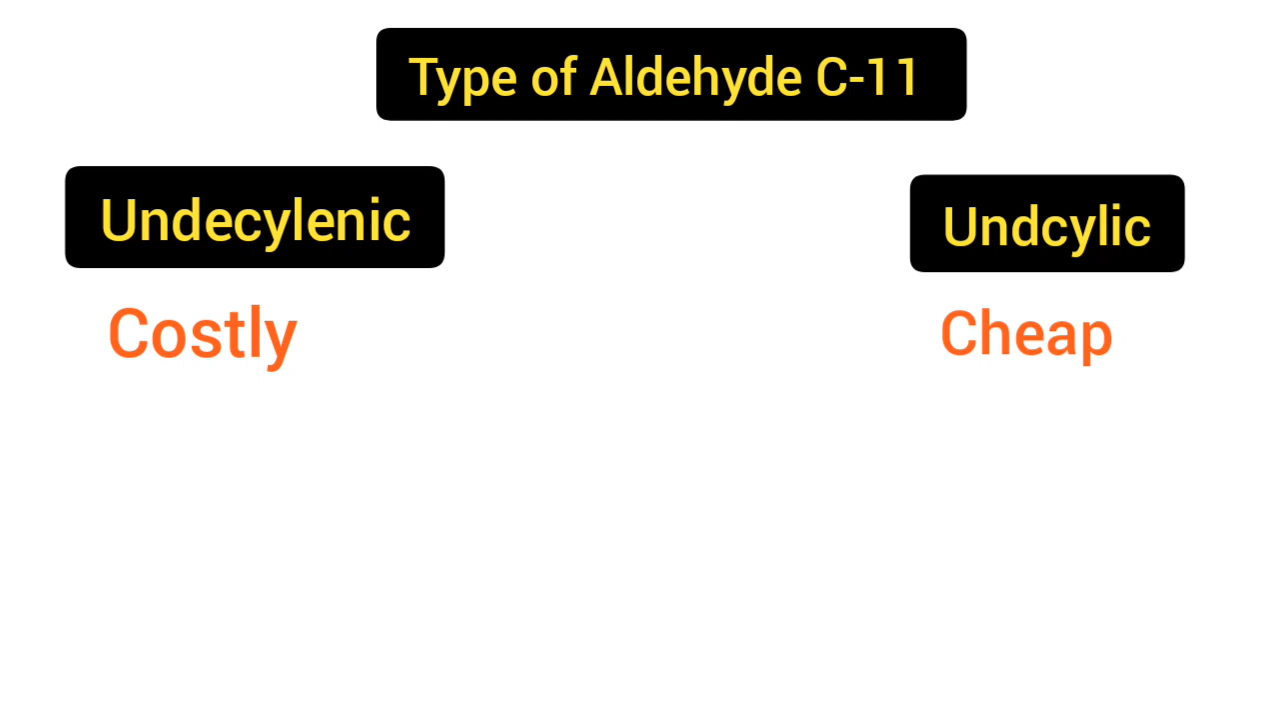 Type of Aldehyde C-11
Undecylenic
Undcylic
Costly
Cheap